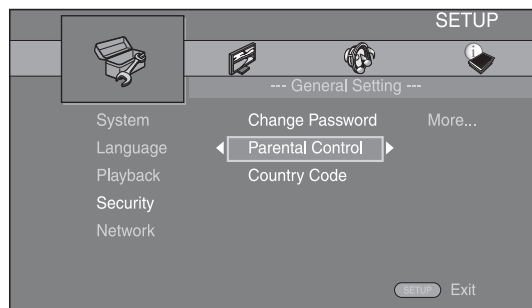 SETUP
--- General Setting ---
System Change Password More...
Language Parental Control
Playback Country Code
Security
Network
SETUP Exit